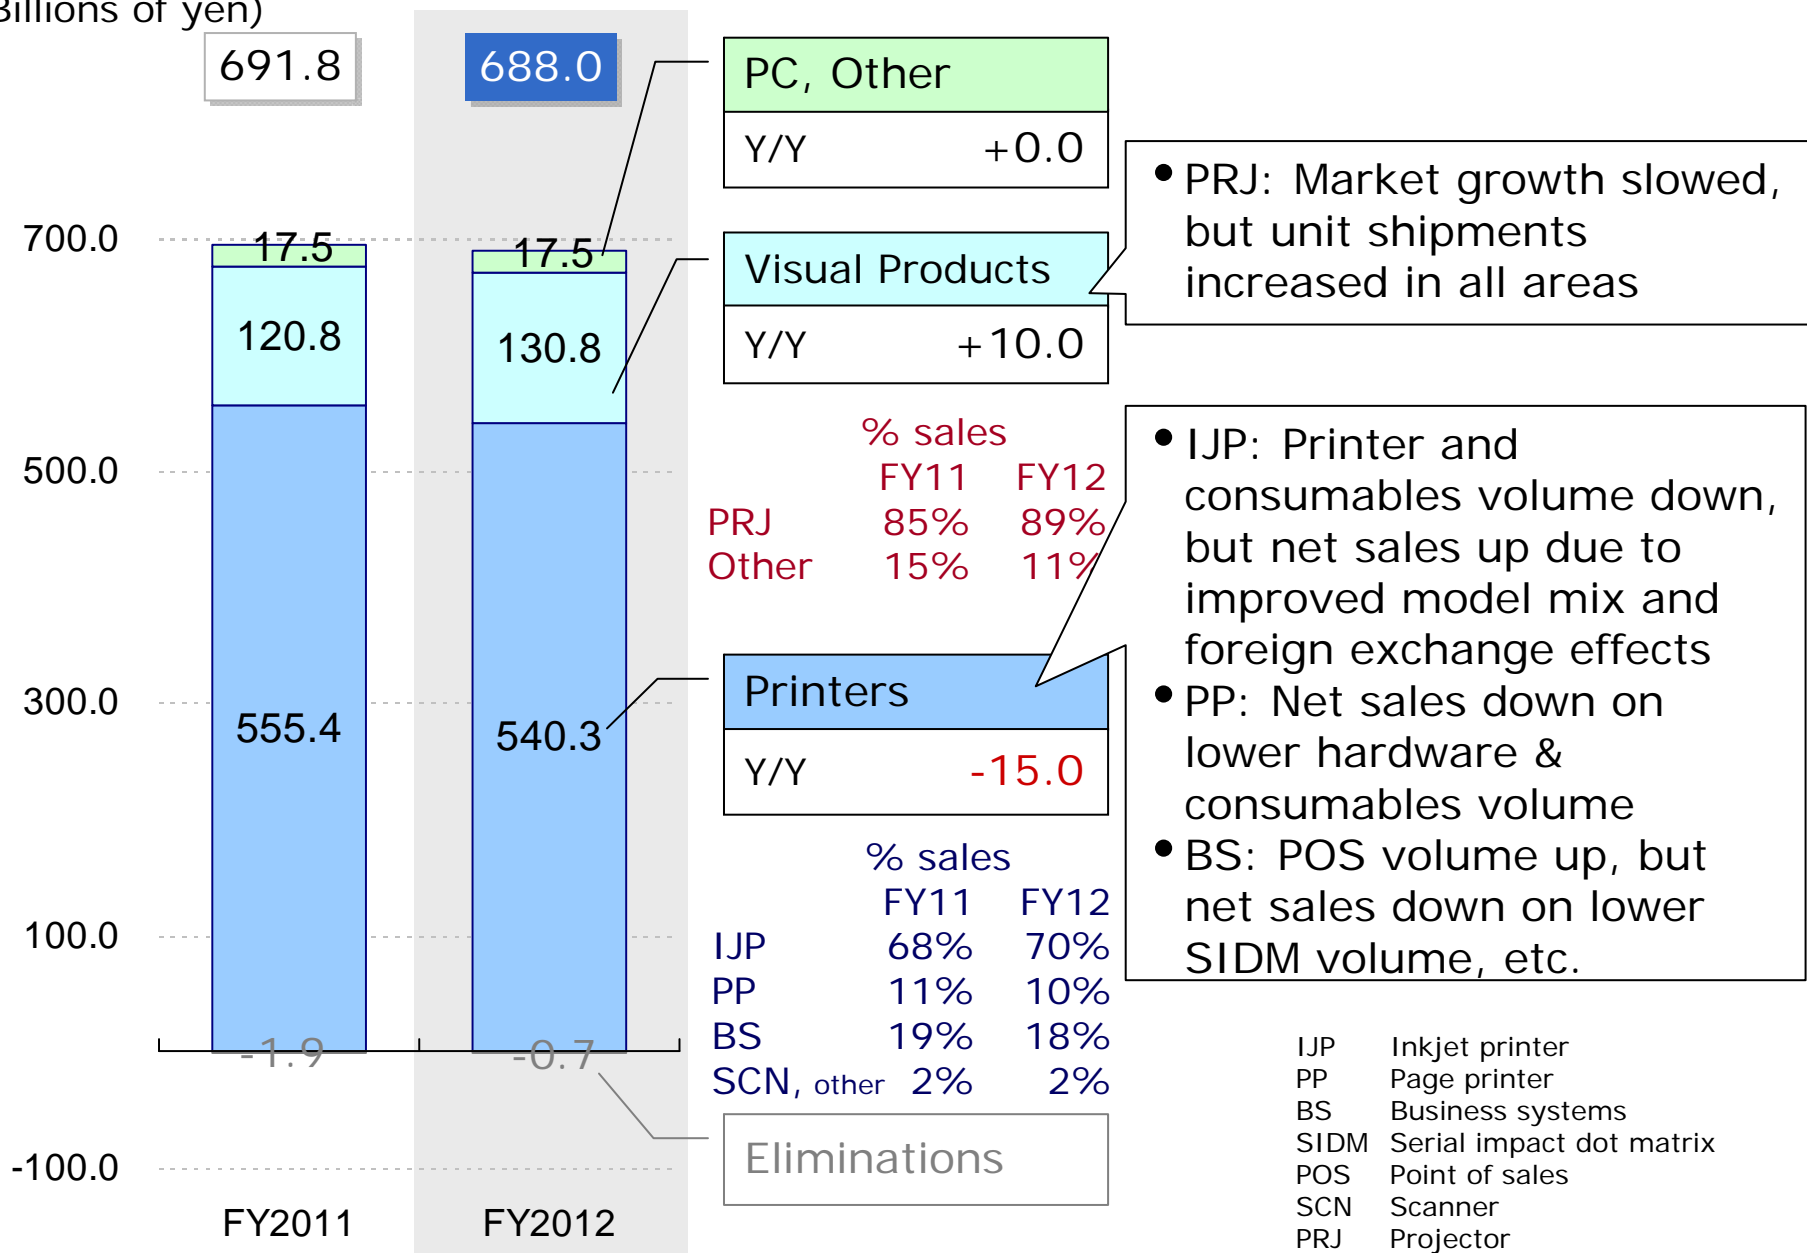 Billions of yen)
691.8
688.0
700.0
500.0
300.0
100.0
-100.0
17.5
120.8
555.4
-1.9
17.5
130.8
540.3
-0.7
FY2011
FY2012
PC, Other
Y/Y +0.0
Visual Products
Y/Y +10.0
% sales
FY11 FY12
PRJ 85% 89%
Other 15% 11%
Printers
Y/Y -15.0
% sales
FY11 FY12
IJP 68% 70%
PP 11% 10%
BS 19% 18%
SCN, other 2% 2%
Eliminations
• PRJ: Market growth slowed,
but unit shipments
increased in all areas
• IJP: Printer and
consumables volume down,
but net sales up due to
improved model mix and
foreign exchange effects
• PP: Net sales down on
lower hardware &
consumables volume
• BS: POS volume up, but
net sales down on lower
SIDM volume, etc.
IJP Inkjet printer
PP Page printer
BS Business systems
SIDM Serial impact dot matrix
POS Point of sales
SCN Scanner
PRJ Projector